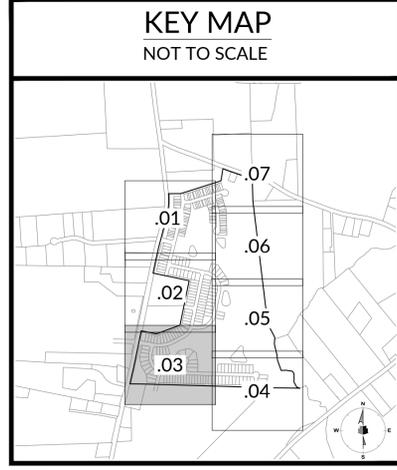 KEY MAP
NOT TO SCALE
.07
.01
.06
.02
.05
.03
.04
N
W E
S